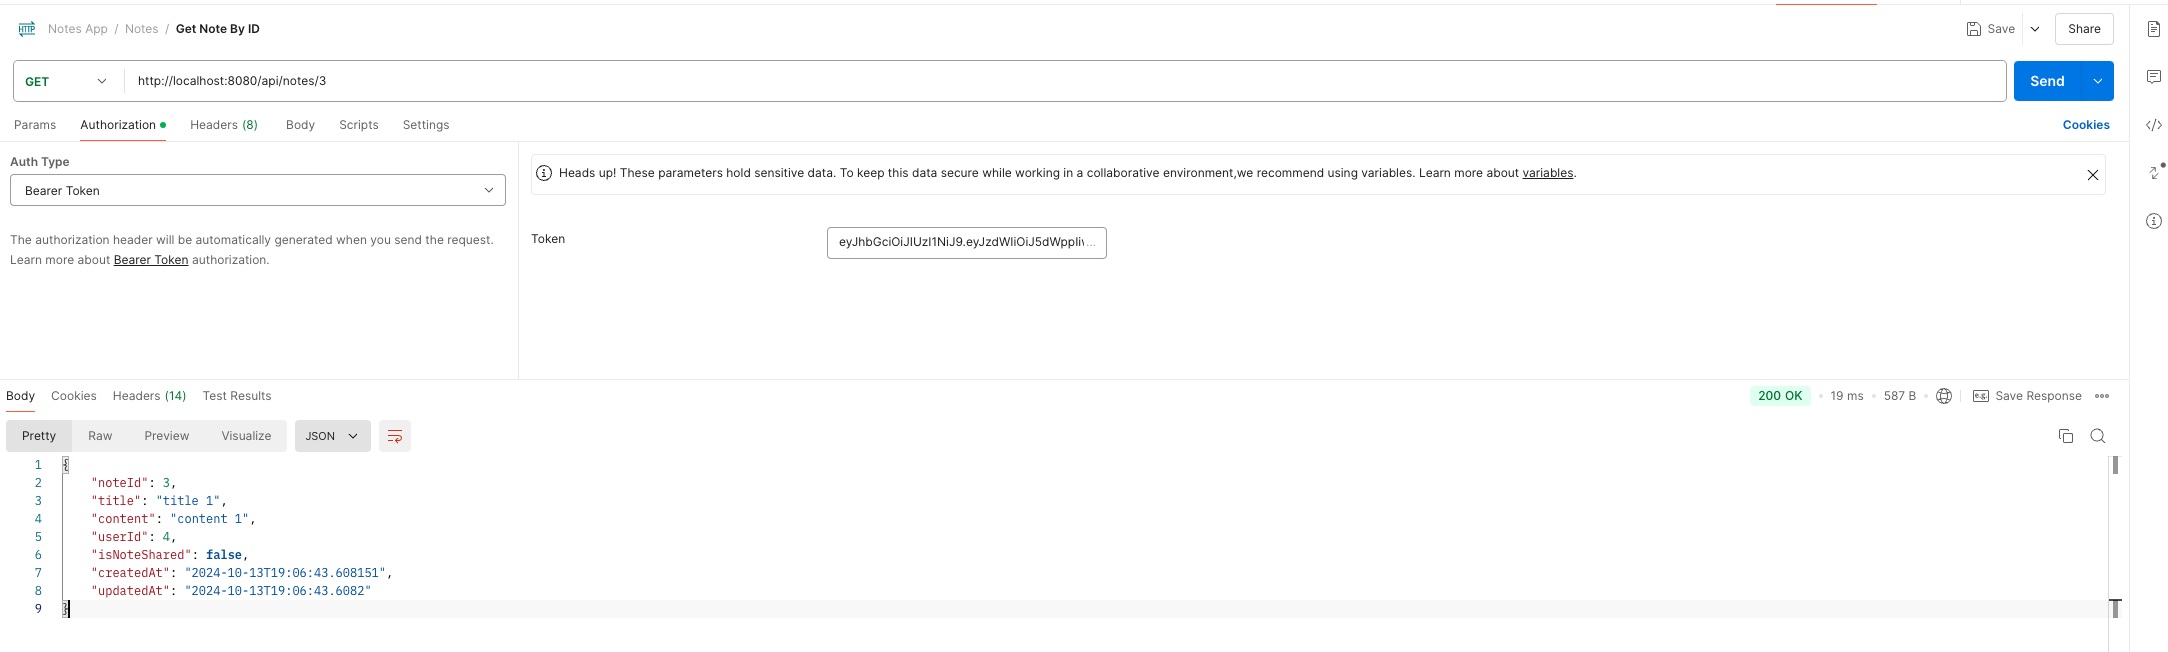 HTTP Notes App / Notes / Get Note By ID Save Share
GET http://localhost:8080/api/notes/3 Send
Params Authorization Headers (8) Body Scripts Settings Cookies
Auth Type
Bearer Token
The authorization header will be automatically generated when you send the request.
Learn more about Bearer Token authorization.
Heads up! These parameters hold sensitive data. To keep this data secure while working in a collaborative environment,we recommend using variables. Learn more about variables.
Token
Body Cookies Headers (14) Test Results 200 OK • 19 ms • 587 B • e.g. Save Response
Pretty Raw Preview Visualize JSON
1 {
2 "noteId": 3,
3 "title": "title 1",
4 "content": "content 1",
5 "userId": 4,
6 "isNoteShared": false,
7 "createdAt": "2024-10-13T19:06:43.608151",
8 "updatedAt": "2024-10-13T19:06:43.6082"
9 }